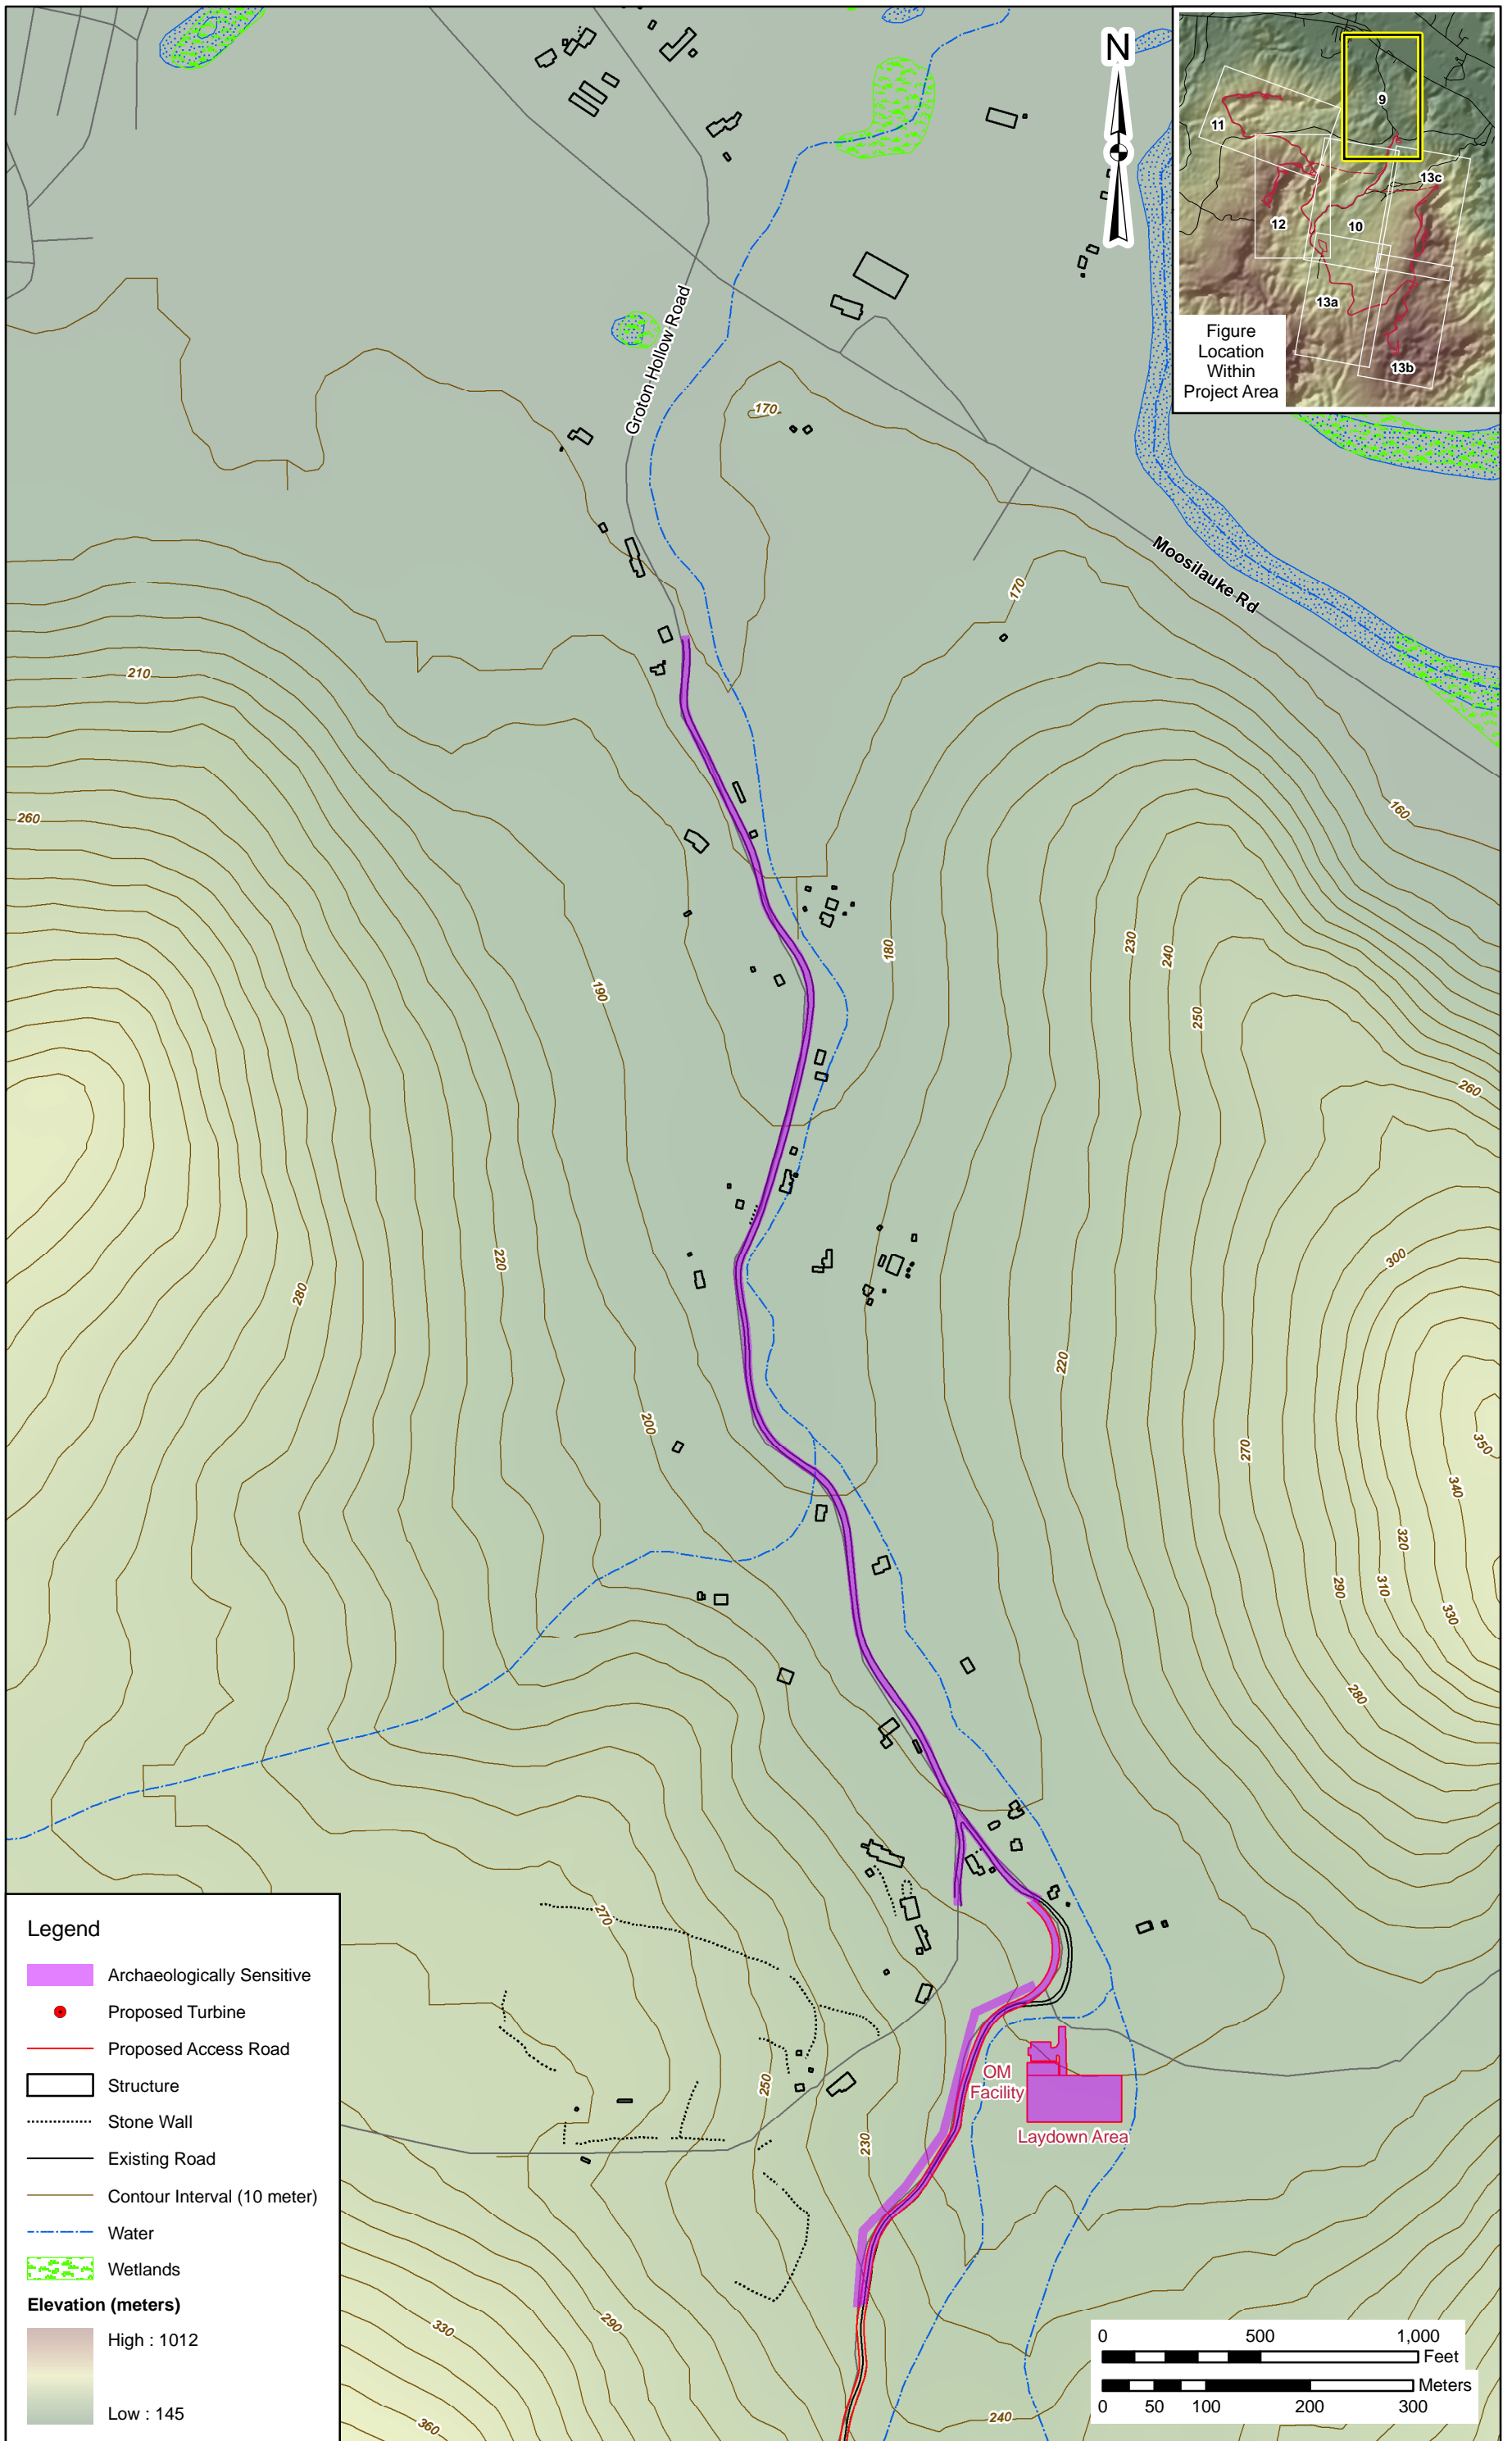 N
9
11
13c
12
10
13a
13b
Figure
Location
Within
Project Area
Groton Hollow Road
170
170
Moosilauke Rd
210
160
260
180
230
240
190
250
260
220
300
280
220
200
350
270
340
320
290
310
330
280
270
OM
Facility
250
Laydown Area
230
330
290
360
240
Legend
Archaeologically Sensitive
Proposed Turbine
Proposed Access Road
Structure
Stone Wall
Existing Road
Contour Interval (10 meter)
Water
Wetlands
Elevation (meters)
High : 1012
Low : 145
0 500 1,000
Feet
Meters
0 50 100 200 300